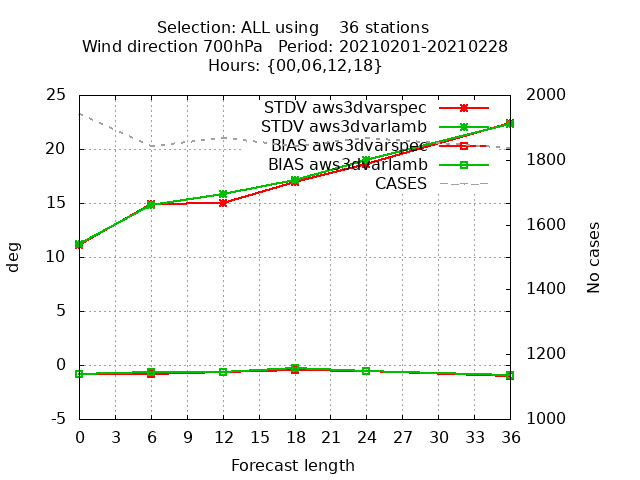 Selection: ALL using    36 stations
Wind direction 700hPa   Period: 20210201-20210228
Hours: {00,06,12,18}
25
20
15
10
5
0
-5
deg
2000
1800
1600
1400
1200
1000
No cases
STDV aws3dvarspec
STDV aws3dvarlamb
BIAS aws3dvarspec
BIAS aws3dvarlamb
CASES
0 3 6 9 12 15 18 21 24 27 30 33 36
Forecast length